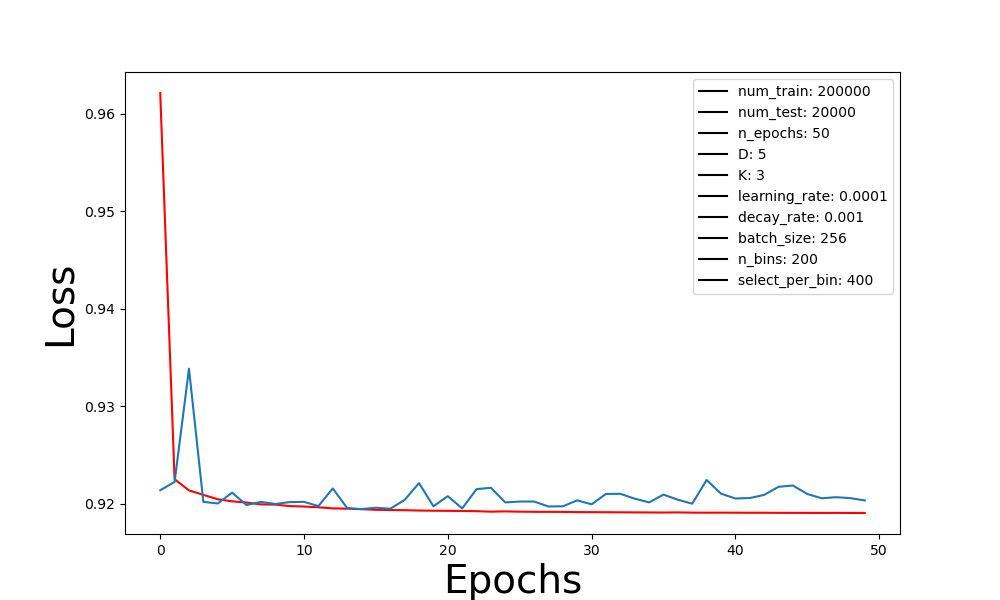 num_train: 200000
num_test: 20000
n_epochs: 50
D: 5
K: 3
learning_rate: 0.0001
decay_rate: 0.001
batch_size: 256
n_bins: 200
select_per_bin: 400
0.96
0.95
0.94
0.93
0.92
Loss
0 10 20 30 40 50
Epochs